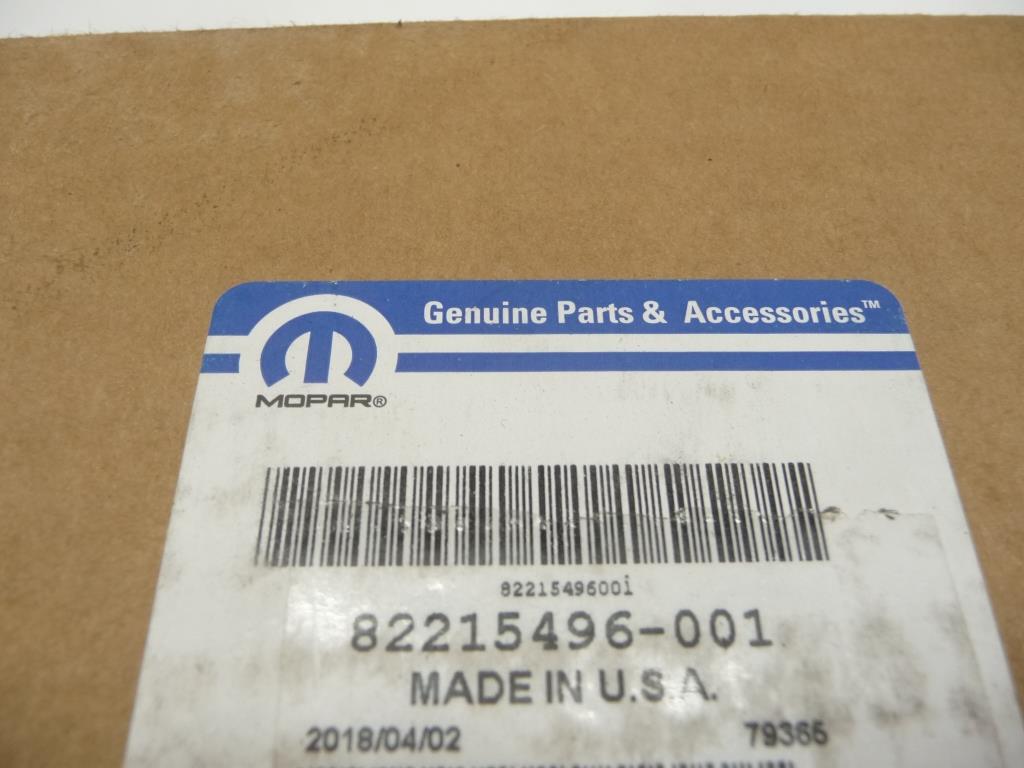 Genuine Parts & Accessories™
MOPAR®
82215496001
82215496-001
MADE IN U.S.A.
2018/04/02 79365